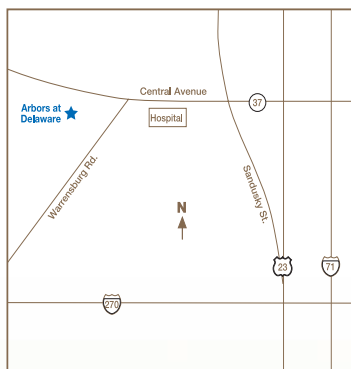 Central Avenue
37
Arbors at
Delaware
Hospital
Warrensburg Rd.
Sandusky St.
N
23
71
270